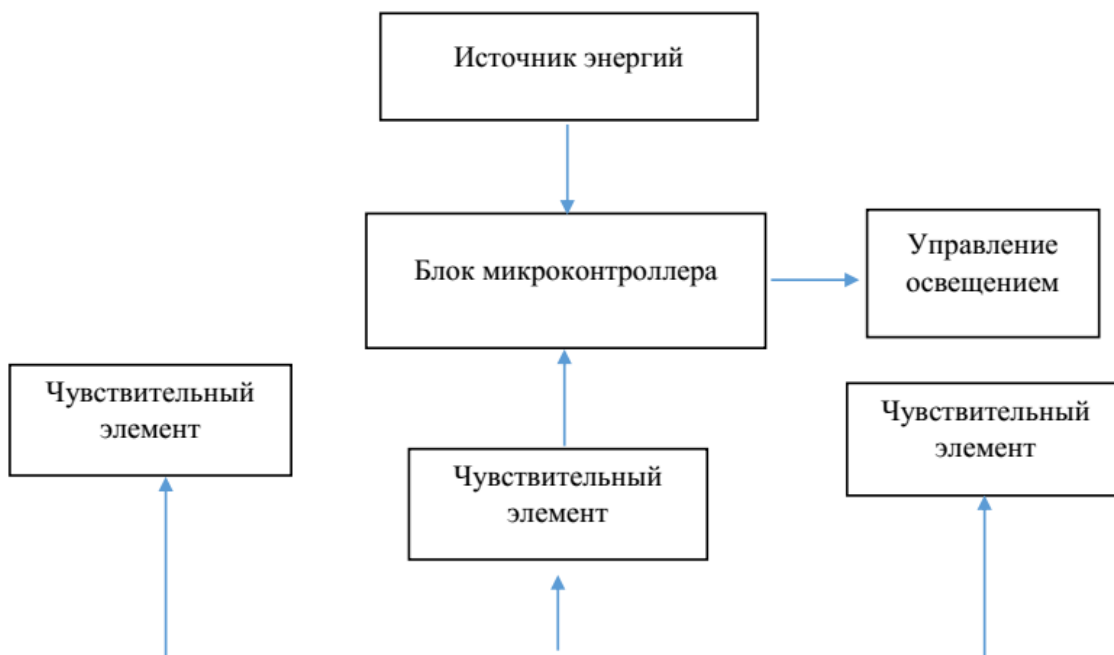 Источник энергий
Блок микроконтроллера
Управление
освещением
Чувствительный
элемент
Чувствительный
элемент
Чувствительный
элемент